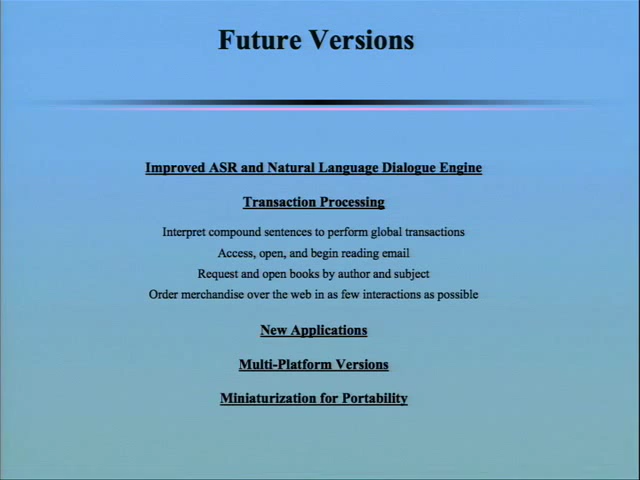 Future Versions
Improved ASR and Natural Language Dialogue Engine
Transaction Processing
Interpret compound sentences to perform global transactions
Access, open, and begin reading email
Request and open books by author and subject
Order merchandise over the web in as few interactions as possible
New Applications
Multi-Platform Versions
Miniaturization for Portability